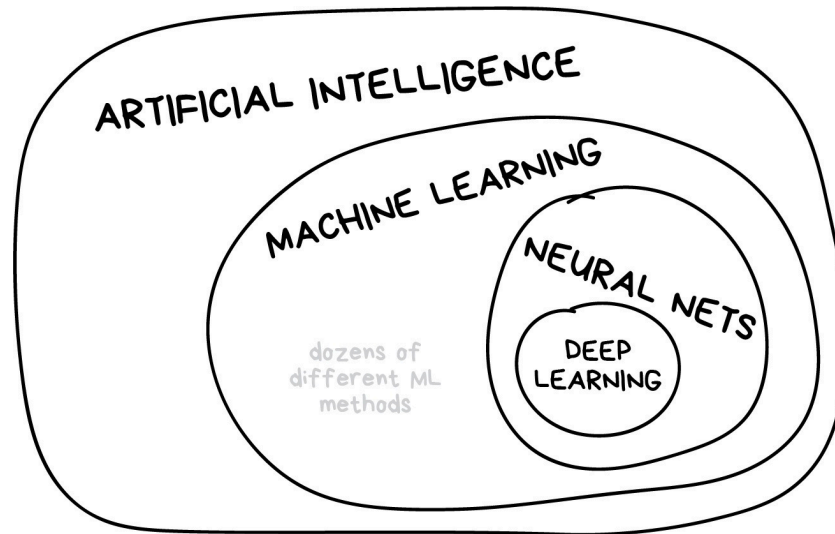 ARTIFICIAL INTELLIGENCE
MACHINE LEARNING
NEURAL NETS
DEEP
LEARNING
dozens of
different ML
methods